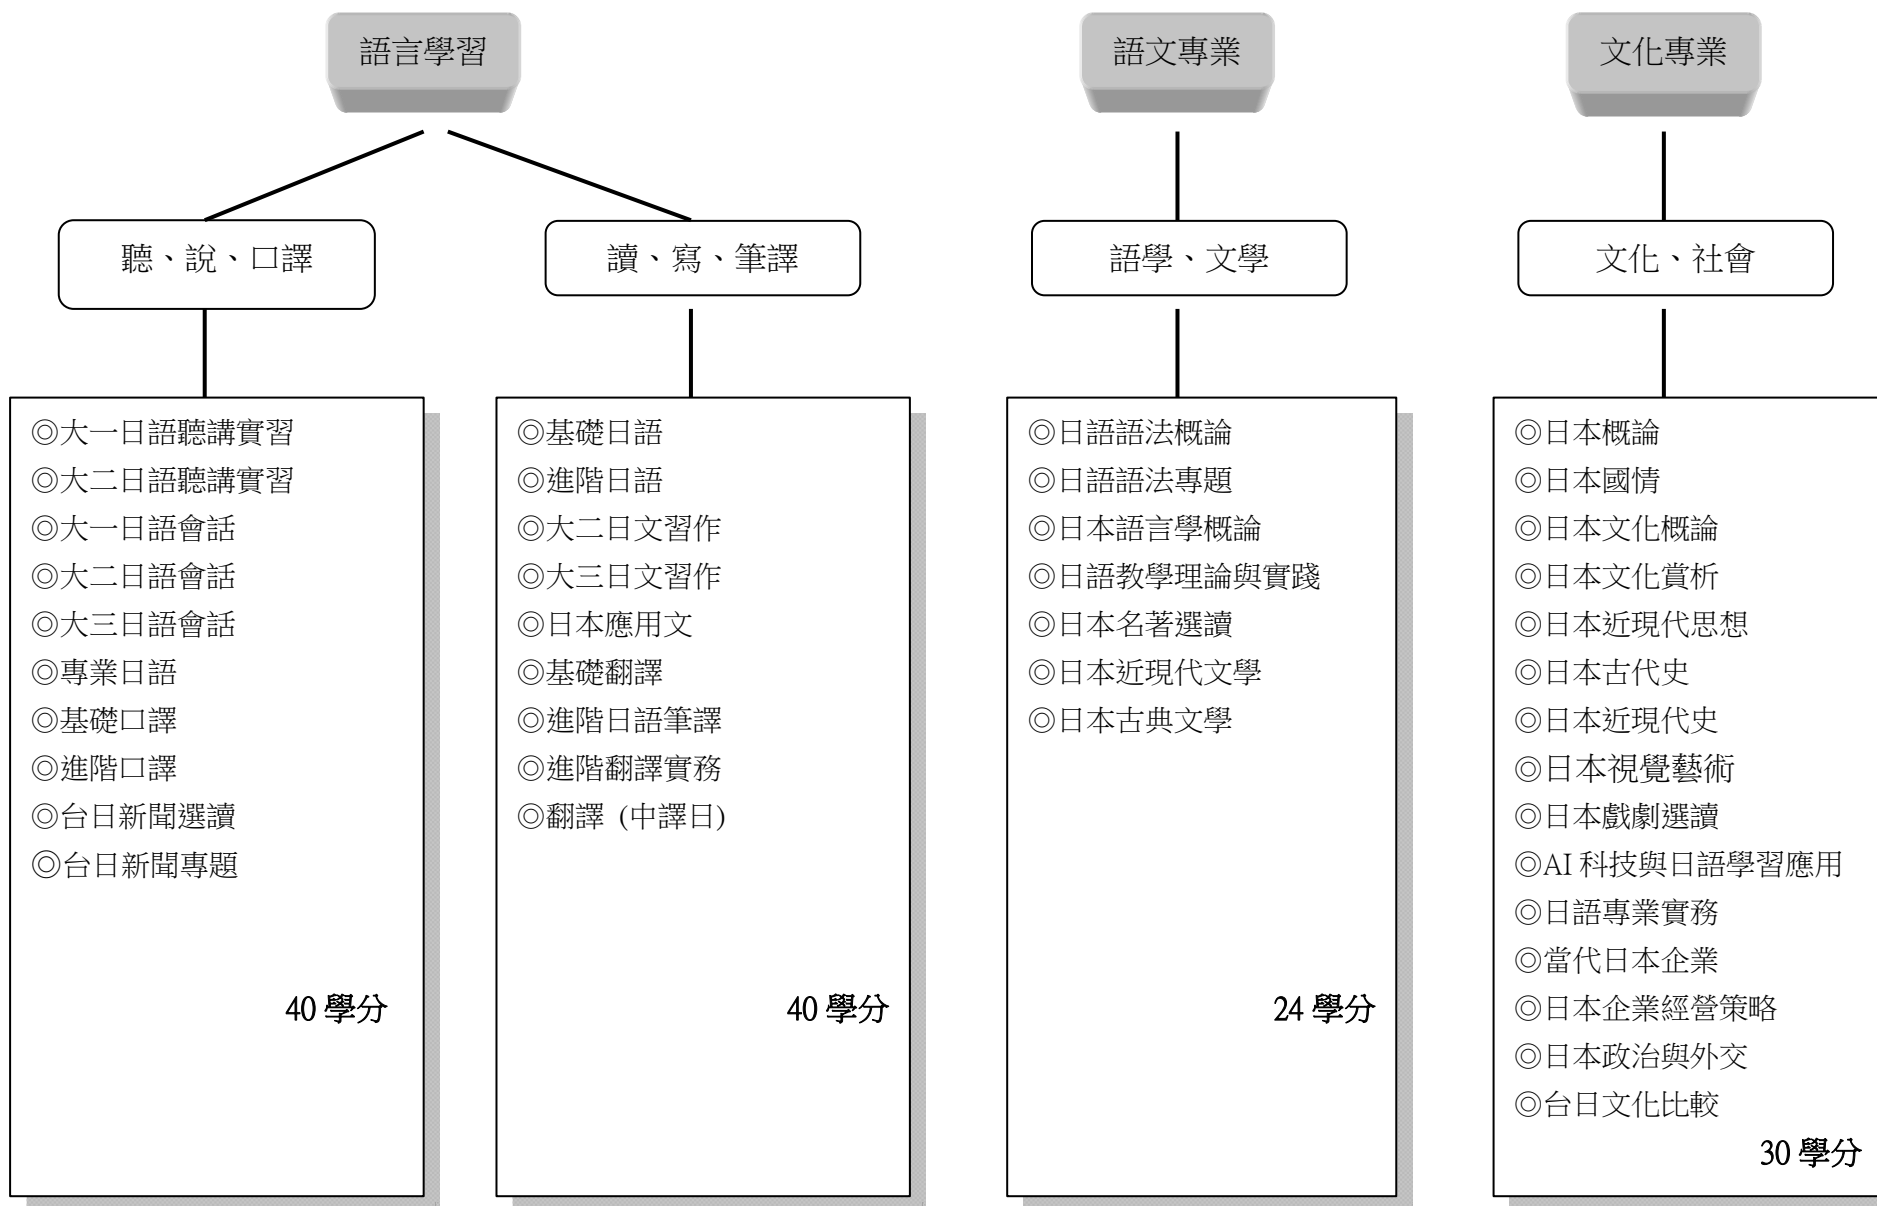 語言學習
語文專業
文化專業
聽、說、口譯
讀、寫、筆譯
語學、文學
文化、社會
◎大一日語聽講實習
◎大二日語聽講實習
◎大一日語會話
◎大二日語會話
◎大三日語會話
◎專業日語
◎基礎口譯
◎進階口譯
◎台日新聞選讀
◎台日新聞專題
40 學分
◎基礎日語
◎進階日語
◎大二日文習作
◎大三日文習作
◎日本應用文
◎基礎翻譯
◎進階日語筆譯
◎進階翻譯實務
◎翻譯 (中譯日)
40 學分
◎日語語法概論
◎日語語法專題
◎日本語言學概論
◎日語教學理論與實踐
◎日本名著選讀
◎日本近現代文學
◎日本古典文學
24 學分
◎日本概論
◎日本國情
◎日本文化概論
◎日本文化賞析
◎日本近現代思想
◎日本古代史
◎日本近現代史
◎日本視覺藝術
◎日本戲劇選讀
◎AI 科技與日語學習應用
◎日語專業實務
◎當代日本企業
◎日本企業經營策略
◎日本政治與外交
◎台日文化比較
30 學分